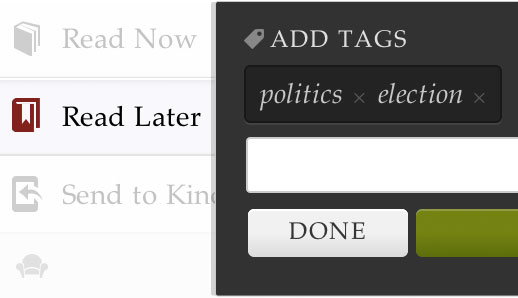 Read Now
Read Later
Send to Kin
ADD TAGS
politics × election ×
DONE